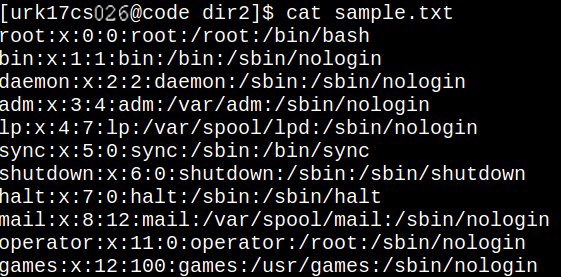 [urk17cs026@code dir2]$ cat sample.txt
root:x:0:0:root:/root:/bin/bash
bin:x:1:1:bin:/bin:/sbin/nologin
daemon:x:2:2:daemon:/sbin:/sbin/nologin
adm:x:3:4:adm:/var/adm:/sbin/nologin
lp:x:4:7:lp:/var/spool/lpd:/sbin/nologin
sync:x:5:0:sync:/sbin:/bin/sync
shutdown:x:6:0:shutdown:/sbin:/sbin/shutdown
halt:x:7:0:halt:/sbin:/sbin/halt
mail:x:8:12:mail:/var/spool/mail:/sbin/nologin
operator:x:11:0:operator:/root:/sbin/nologin
games:x:12:100:games:/usr/games:/sbin/nologin